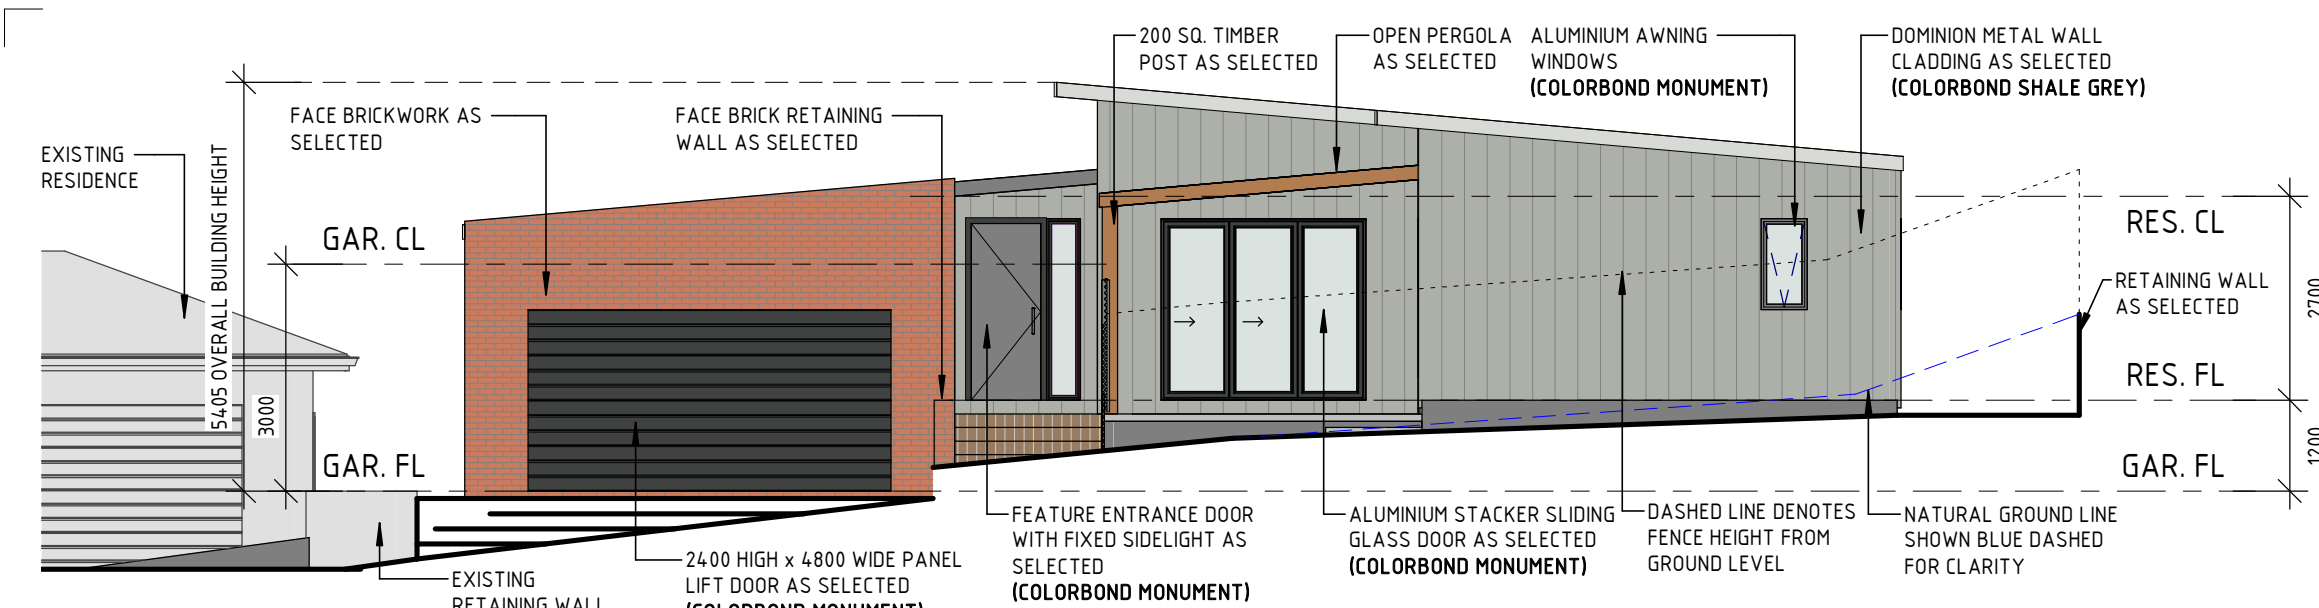 200 SQ. TIMBER
POST AS SELECTED
OPEN PERGOLA
AS SELECTED
ALUMINIUM AWNING
WINDOWS
(COLORBOND MONUMENT)
DOMINION METAL WALL
CLADDING AS SELECTED
(COLORBOND SHALE GREY)
FACE BRICKWORK AS
SELECTED
FACE BRICK RETAINING
WALL AS SELECTED
EXISTING
RESIDENCE
5405 OVERALL BUILDING HEIGHT
3000
GAR. CL
GAR. FL
RES. CL
RETAINING WALL
AS SELECTED
2700
RES. FL
1200
GAR. FL
FEATURE ENTRANCE DOOR
WITH FIXED SIDELIGHT AS
SELECTED
(COLORBOND MONUMENT)
ALUMINIUM STACKER SLIDING
GLASS DOOR AS SELECTED
(COLORBOND MONUMENT)
DASHED LINE DENOTES
FENCE HEIGHT FROM
GROUND LEVEL
NATURAL GROUND LINE
SHOWN BLUE DASHED
FOR CLARITY
2400 HIGH x 4800 WIDE PANEL
LIFT DOOR AS SELECTED
(COLORBOND MONUMENT)
EXISTING
RETAINING WALL